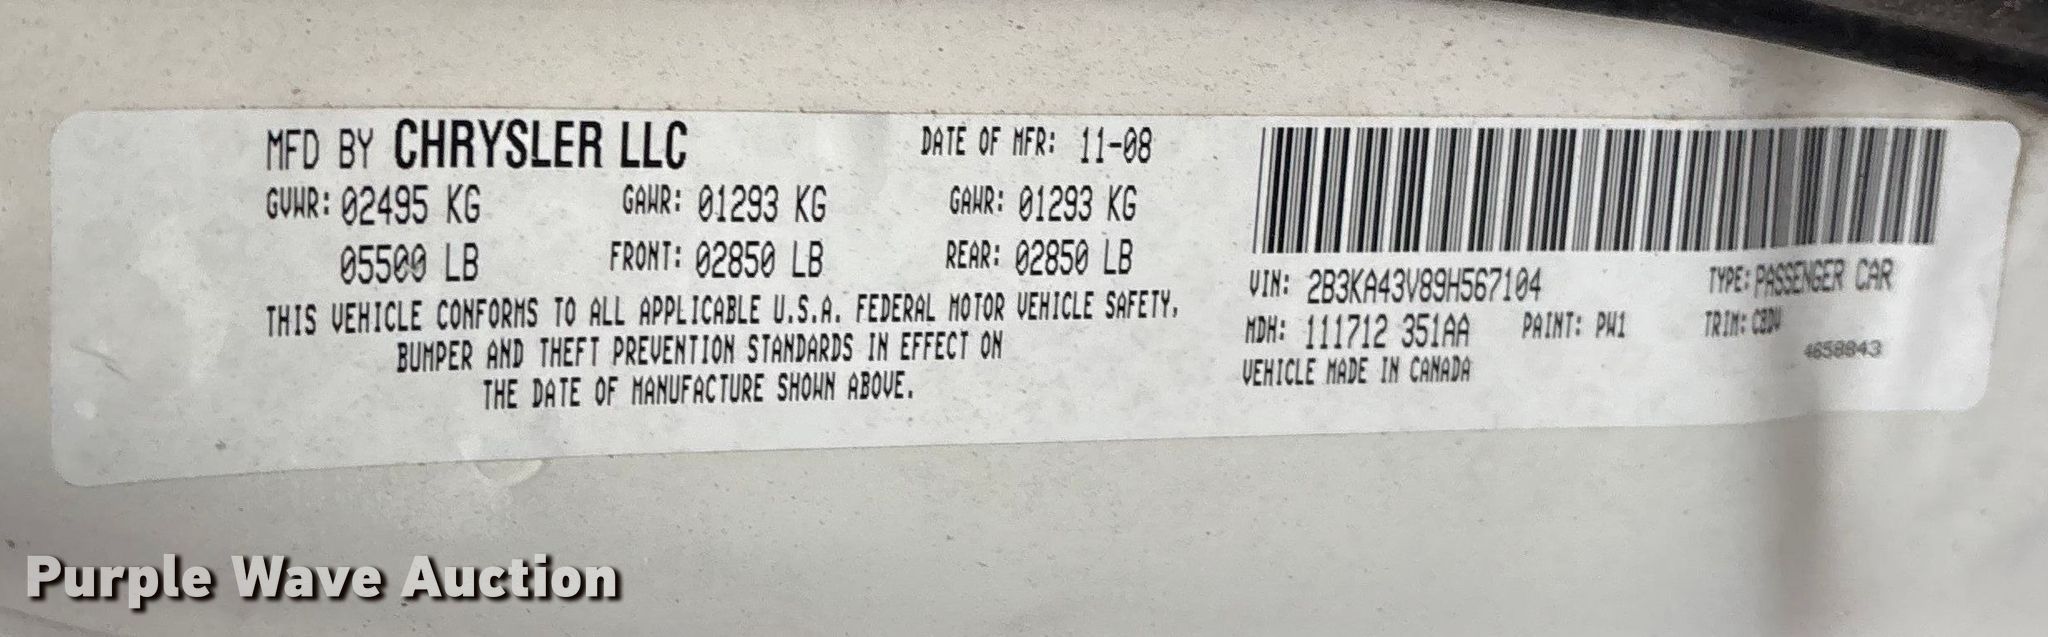 MFD BY CHRYSLER LLC DATE OF MFR: 11-08
GVWR: 02495 KG GAWR: 01293 KG GAWR: 01293 KG
05500 LB FRONT: 02850 LB REAR: 02850 LB
THIS VEHICLE CONFORMS TO ALL APPLICABLE U.S.A. FEDERAL MOTOR VEHICLE SAFETY,
BUMPER AND THEFT PREVENTION STANDARDS IN EFFECT ON
THE DATE OF MANUFACTURE SHOWN ABOVE.
VIN: 2B3KA43V89H567104 TYPE: PASSENGER CAR
MDH: 111712 351AA PAINT: PW1 TRIM:
VEHICLE MADE IN CANADA
Purple Wave Auction